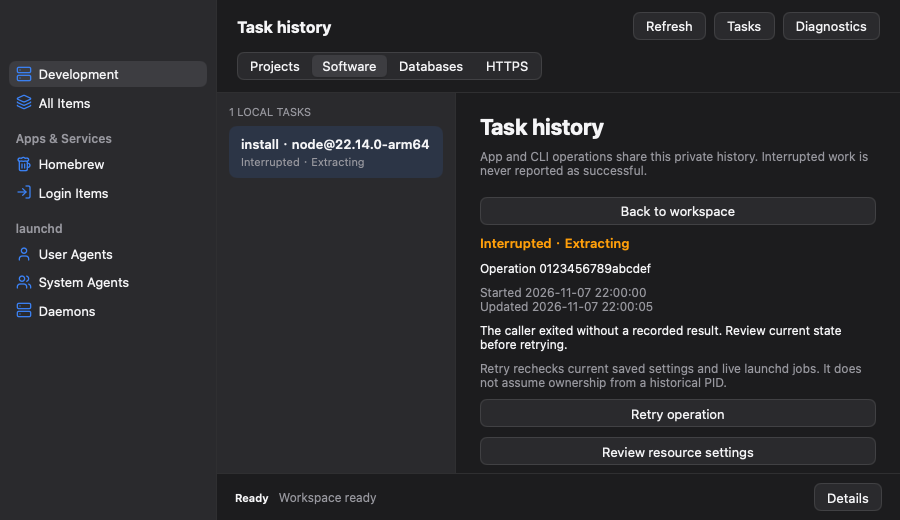 Task history
Refresh
Tasks
Diagnostics
Projects
Software
Databases
HTTPS
Development
All Items
Apps & Services
Homebrew
Login Items
launchd
User Agents
System Agents
Daemons
1 LOCAL TASKS
install · node@22.14.0-arm64
Interrupted · Extracting
Task history
App and CLI operations share this private history. Interrupted work is
never reported as successful.
Back to workspace
Interrupted · Extracting
Operation 0123456789abcdef
Started 2026-11-07 22:00:00
Updated 2026-11-07 22:00:05
The caller exited without a recorded result. Review current state
before retrying.
Retry rechecks current saved settings and live launchd jobs. It does
not assume ownership from a historical PID.
Retry operation
Review resource settings
Ready
Workspace ready
Details